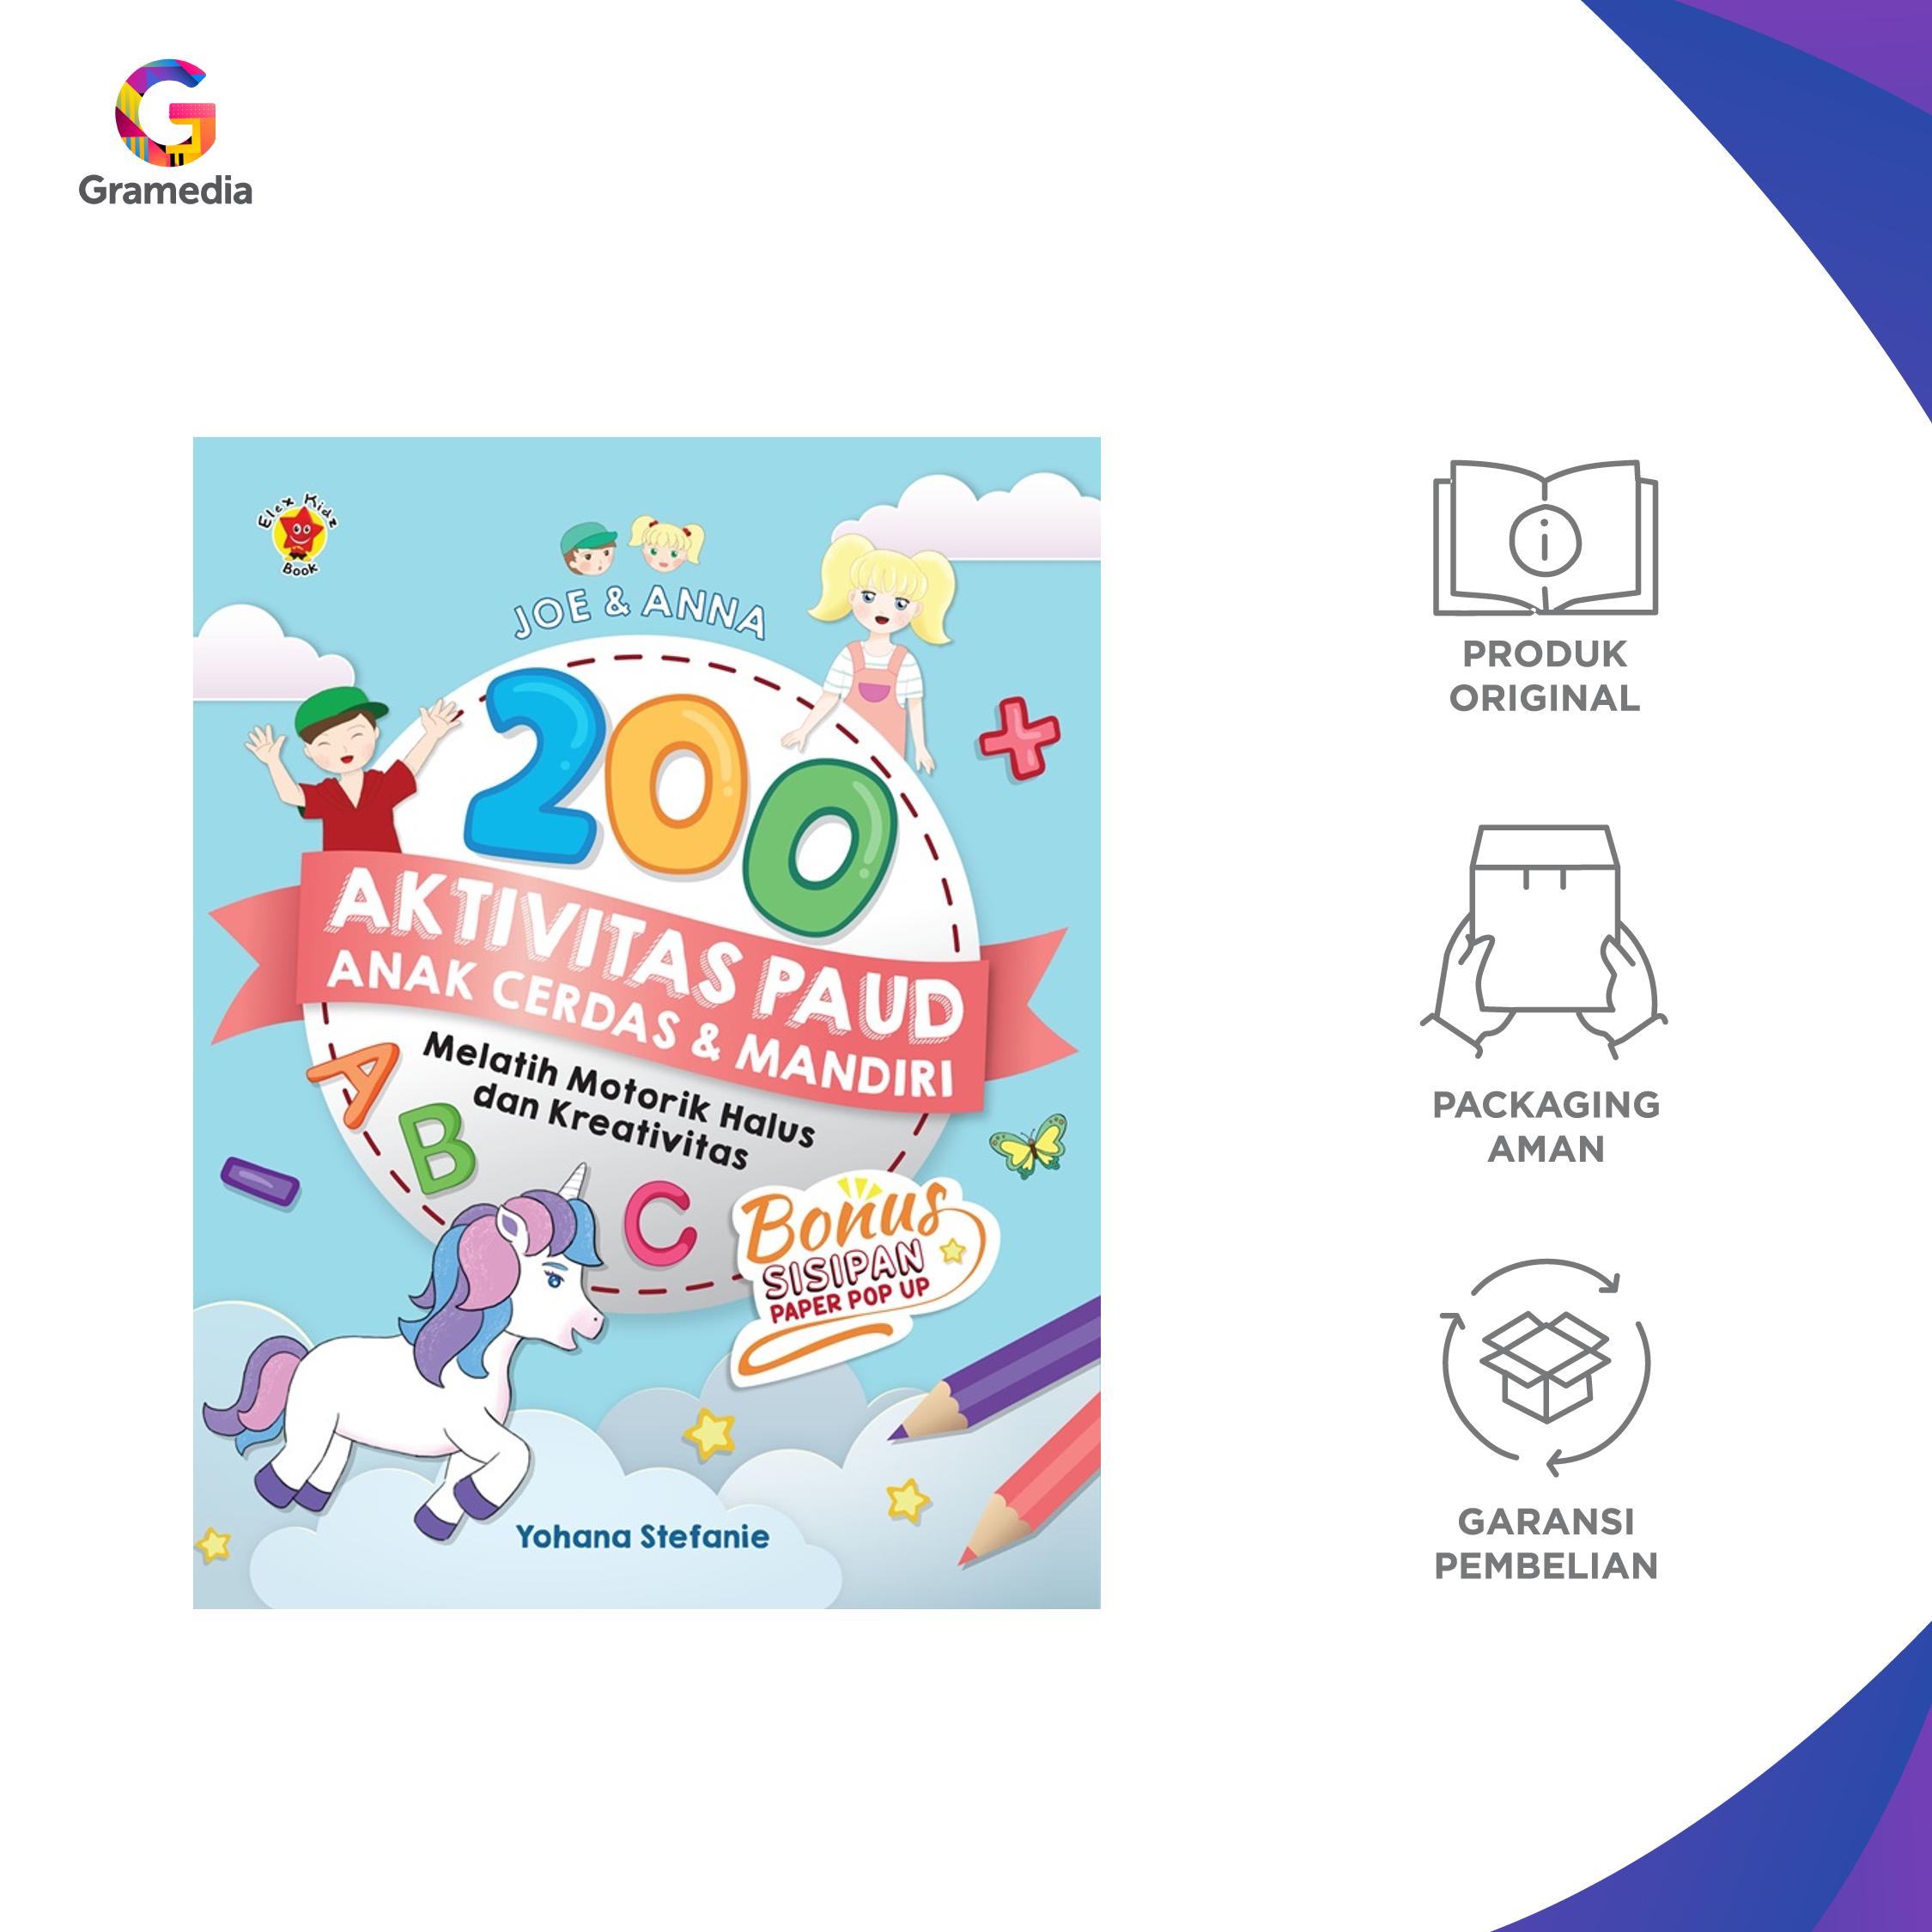 Gramedia
Elex Kidz
Book
JOE & ANNA
200
AKTIVITAS PAUD
ANAK CERDAS & MANDIRI
Melatih Motorik Halus
dan Kreativitas
A
B
C
Bonus
SISIPAN
PAPER POP UP
Yohana Stefanie
PRODUK
ORIGINAL
PACKAGING
AMAN
GARANSI
PEMBELIAN